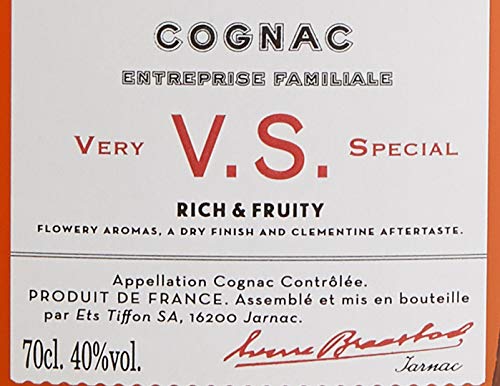 COGNAC
ENTREPRISE FAMILIALE
VERY V.S. SPECIAL
RICH & FRUITY
FLOWERY AROMAS, A DRY FINISH AND CLEMENTINE AFTERTASTE.
Appellation Cognac Contrôlée.
PRODUIT DE FRANCE. Assemblé et mis en bouteille
par Ets Tiffon SA, 16200 Jarnac.
70cl. 40%vol.
Braastad
Jarnac